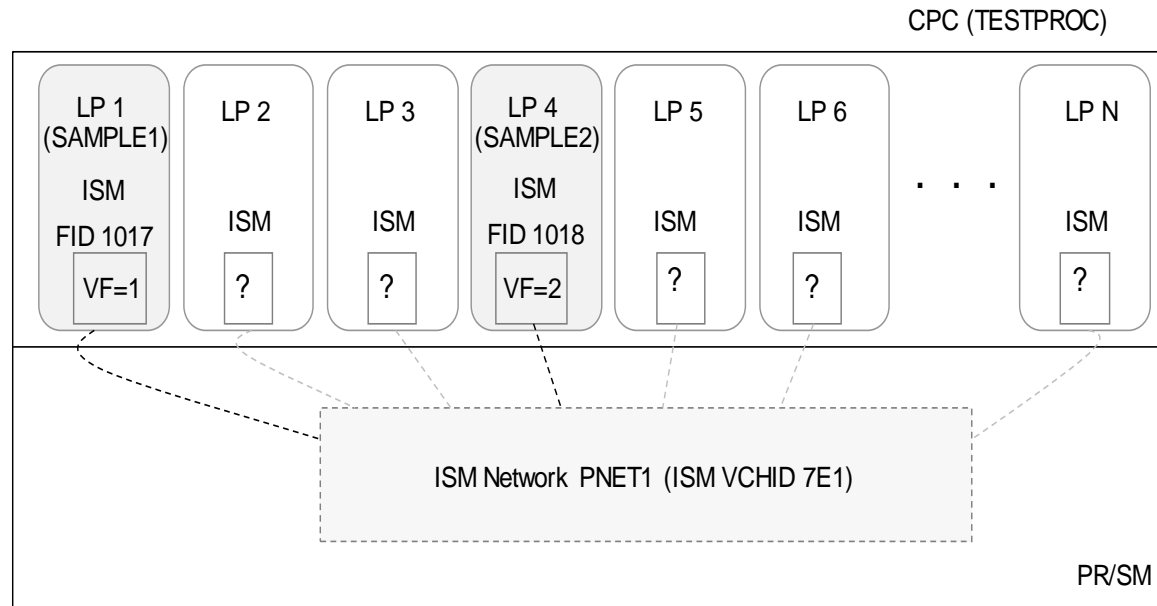 CPC (TESTPROC)
LP 1
(SAMPLE1)
ISM
FID 1017
VF=1
LP 2
ISM
?
LP 3
ISM
?
LP 4
(SAMPLE2)
ISM
FID 1018
VF=2
LP 5
ISM
?
LP 6
ISM
?
. . .
LP N
ISM
?
ISM Network PNET1 (ISM VCHID 7E1)
PR/SM